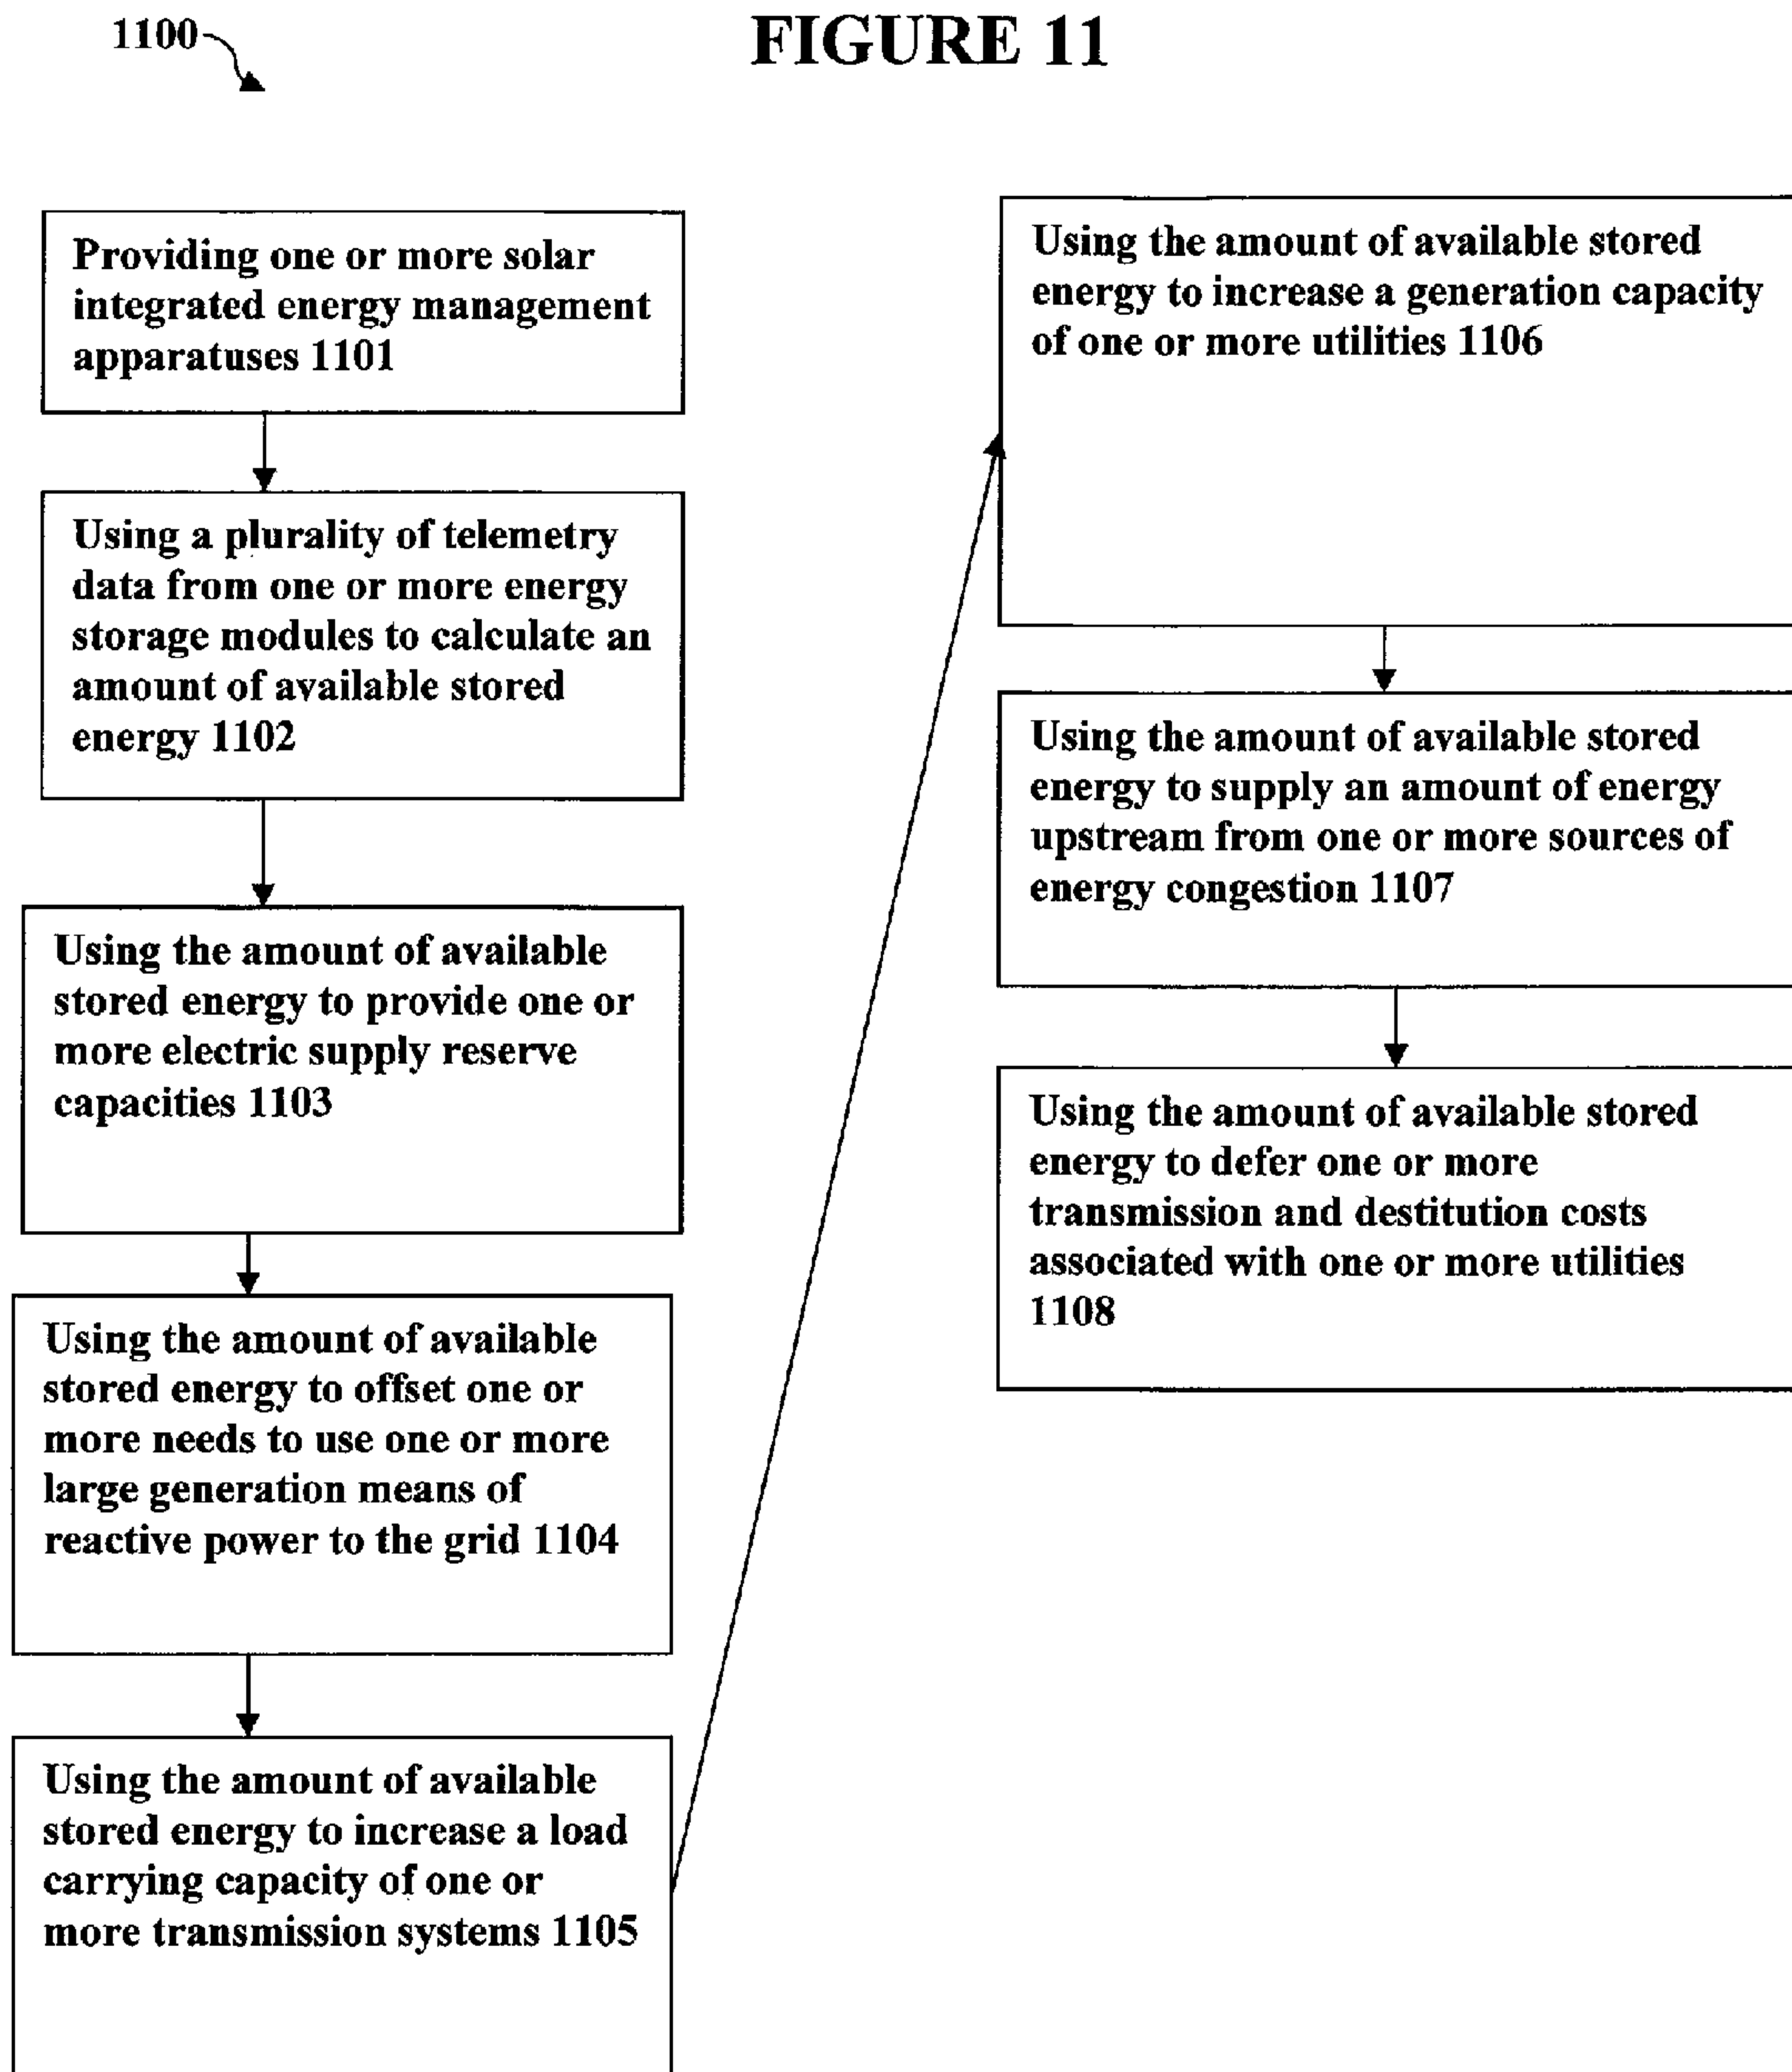 1100
FIGURE 11
Providing one or more solar
integrated energy management
apparatuses 1101
Using a plurality of telemetry
data from one or more energy
storage modules to calculate an
amount of available stored
energy 1102
Using the amount of available
stored energy to provide one or
more electric supply reserve
capacities 1103
Using the amount of available
stored energy to offset one or
more needs to use one or more
large generation means of
reactive power to the grid 1104
Using the amount of available
stored energy to increase a load
carrying capacity of one or
more transmission systems 1105
Using the amount of available stored
energy to increase a generation capacity
of one or more utilities 1106
Using the amount of available stored
energy to supply an amount of energy
upstream from one or more sources of
energy congestion 1107
Using the amount of available stored
energy to defer one or more
transmission and destitution costs
associated with one or more utilities
1108